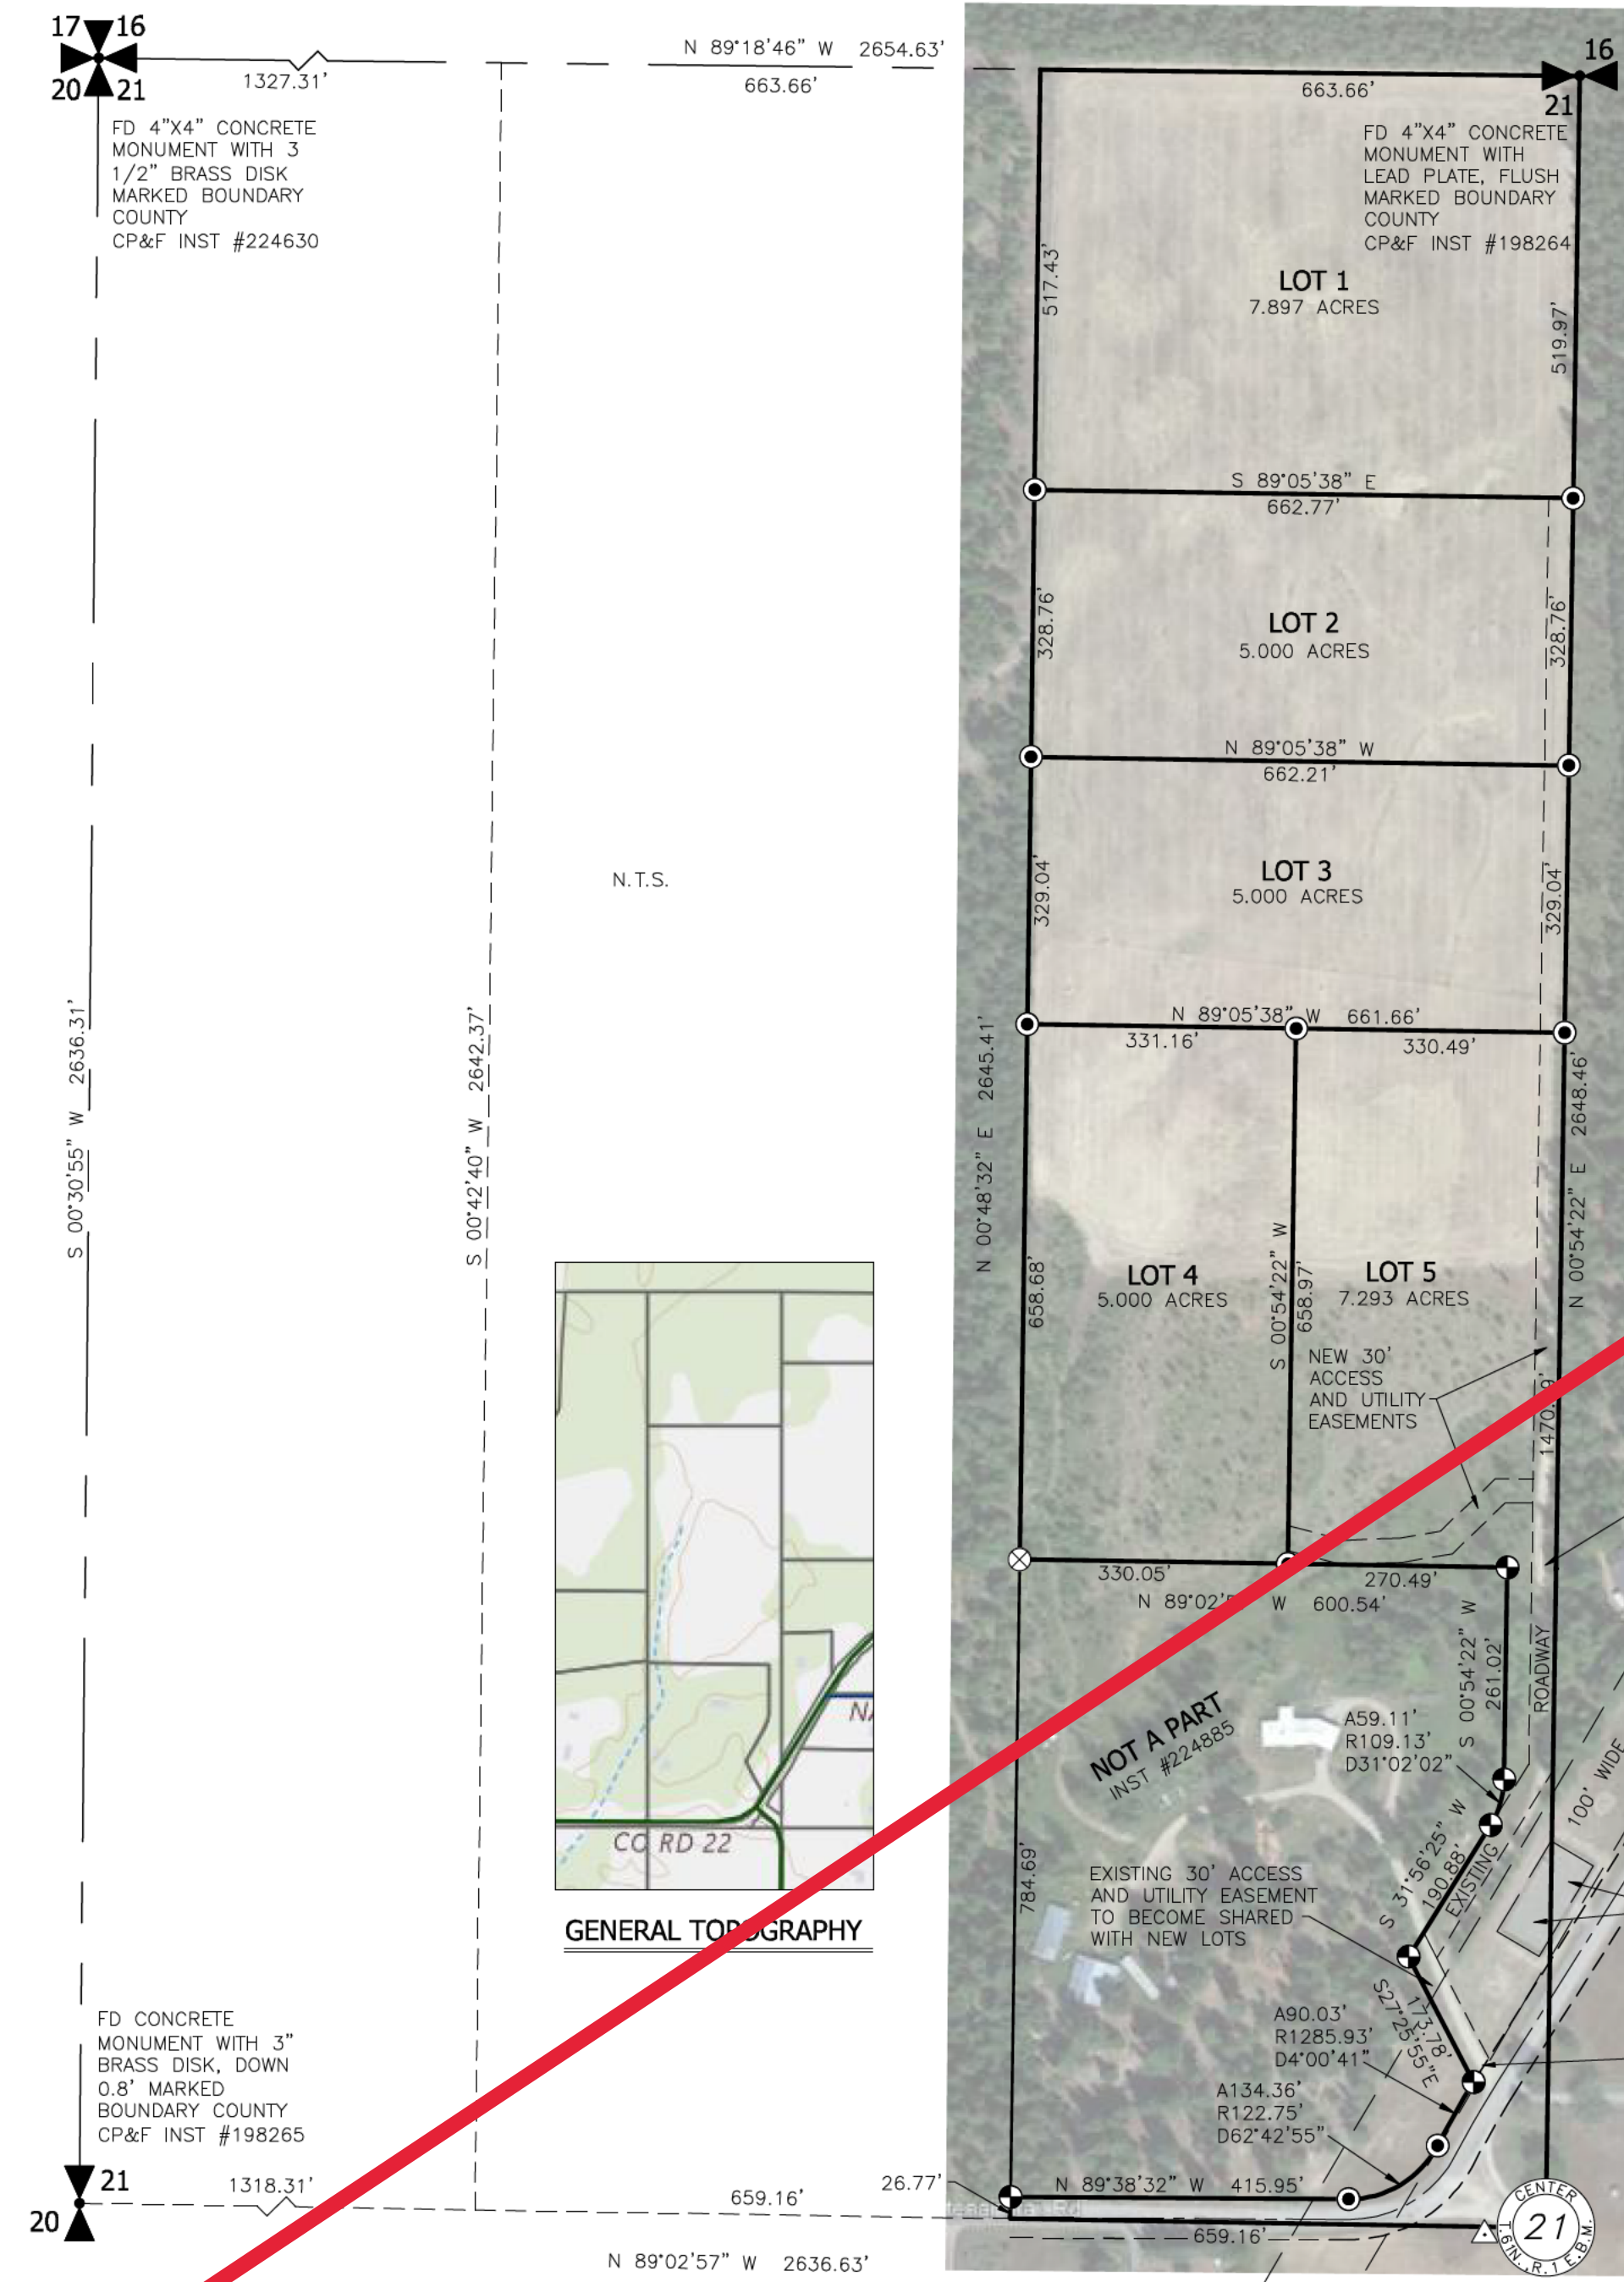 17 16
20 21
N 89°18'46" W 2654.63'
1327.31'
663.66'
663.66'
16
21
FD 4"X4" CONCRETE
MONUMENT WITH 3
1/2" BRASS DISK
MARKED BOUNDARY
COUNTY
CP&F INST #224630
FD 4"X4" CONCRETE
MONUMENT WITH
LEAD PLATE, FLUSH
MARKED BOUNDARY
COUNTY
CP&F INST #198264
517.43'
LOT 1
7.897 ACRES
519.97'
S 89°05'38" E
662.77'
328.76'
LOT 2
5.000 ACRES
328.76'
N 89°05'38" W
662.21'
N.T.S.
329.04'
LOT 3
5.000 ACRES
329.04'
N 89°05'38" W 661.66'
331.16'
330.49'
S 00°30'55" W 2636.31'
S 00°42'40" W 2642.37'
N 00°48'32" E 2645.41'
N 00°54'22" E 2648.46'
658.68'
LOT 4
5.000 ACRES
S 00°54'22" W
658.97'
LOT 5
7.293 ACRES
NEW 30'
ACCESS
AND UTILITY
EASEMENTS
330.05'
270.49'
W 600.54'
S 00°54'22" W
261.02'
ROADWAY
NOT A PART
INST #224885
A59.11'
R109.13'
D31°02'02"
100' WIDE
S 31°56'25" W
190.88'
EXISTING
784.69'
EXISTING 30' ACCESS
AND UTILITY EASEMENT
TO BECOME SHARED
WITH NEW LOTS
CO RD 22
GENERAL TOPOGRAPHY
173.78'
S27°25'55"E
A90.03'
R1285.93'
D4°00'41"
A134.36'
R122.75'
D62°42'55"
FD CONCRETE
MONUMENT WITH 3"
BRASS DISK, DOWN
0.8' MARKED
BOUNDARY COUNTY
CP&F INST #198265
21
20
1318.31'
659.16'
26.77'
N 89°38'32" W 415.95'
659.16'
N 89°02'57" W 2636.63'
CENTER
21
T.61N., R.1 E.B.M.